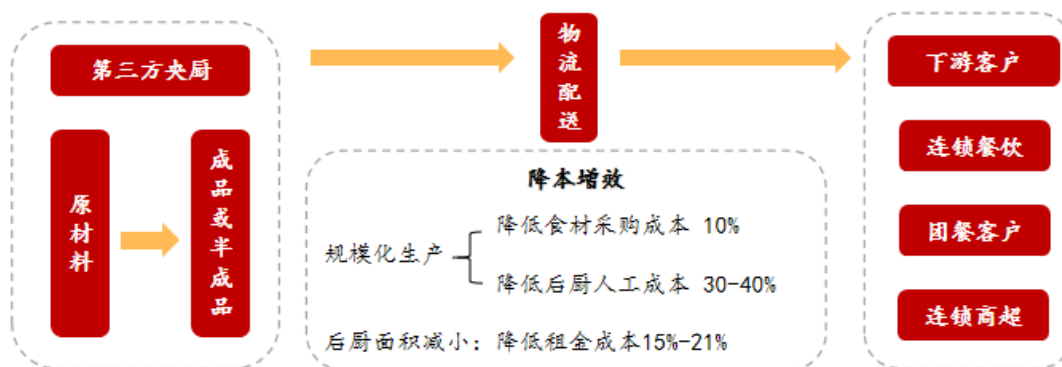 第三方央厨
原材料
成品或半成品
物流配送
降本增效
规模化生产
降低食材采购成本 10%
降低后厨人工成本 30-40%
后厨面积减小：降低租金成本15%-21%
下游客户
连锁餐饮
团餐客户
连锁商超